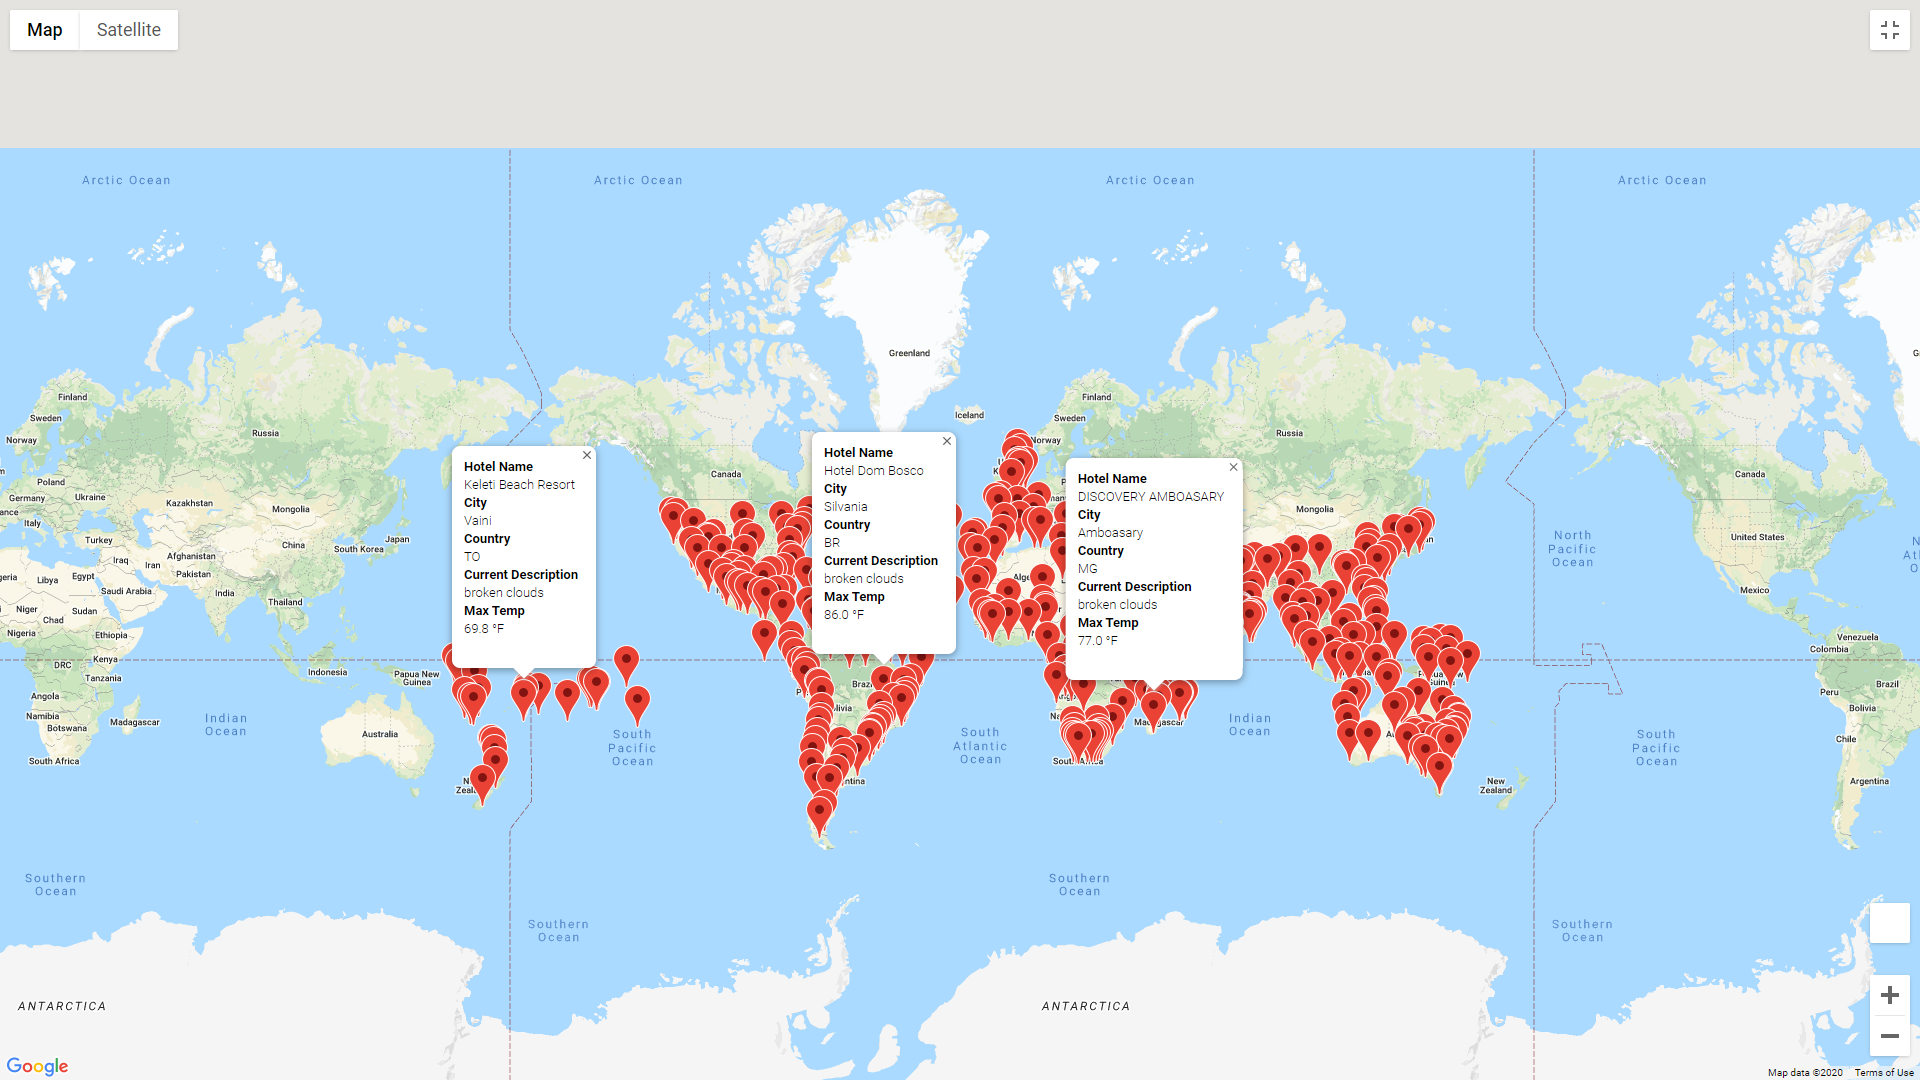 Map
Satellite
Arctic Ocean
Arctic Ocean
Arctic Ocean
Arctic Ocean
Greenland
Iceland
Finland
Sweden
Norway
Russia
Finland
Sweden
Norway
Russia
Canada
Canada
Poland
Germany
Ukraine
Kazakhstan
Mongolia
Italy
Turkey
China
Japan
South Korea
Iraq
Iran
Afghanistan
Pakistan
Libya
Egypt
Saudi Arabia
India
Thailand
Niger
Sudan
Chad
Nigeria
Ethiopia
DRC
Kenya
Tanzania
Indonesia
Papua New
Guinea
Angola
Namibia
Botswana
Madagascar
South Africa
Indian
Ocean
Australia
Hotel Name
Keleti Beach Resort
City
Vaini
Country
TO
Current Description
broken clouds
Max Temp
69.8 °F
Hotel Name
Hotel Dom Bosco
City
Silvania
Country
BR
Current Description
broken clouds
Max Temp
86.0 °F
Hotel Name
DISCOVERY AMBOASARY
City
Amboasary
Country
MG
Current Description
broken clouds
Max Temp
77.0 °F
Mongolia
North
Pacific
Ocean
United States
Mexico
Venezuela
Colombia
Peru
Brazil
Bolivia
Chile
Argentina
South
Pacific
Ocean
South
Atlantic
Ocean
Indian
Ocean
South
Pacific
Ocean
New
Zealand
Southern
Ocean
Southern
Ocean
Southern
Ocean
Southern
Ocean
ANTARCTICA
ANTARCTICA
Google
Map data ©2020
Terms of Use